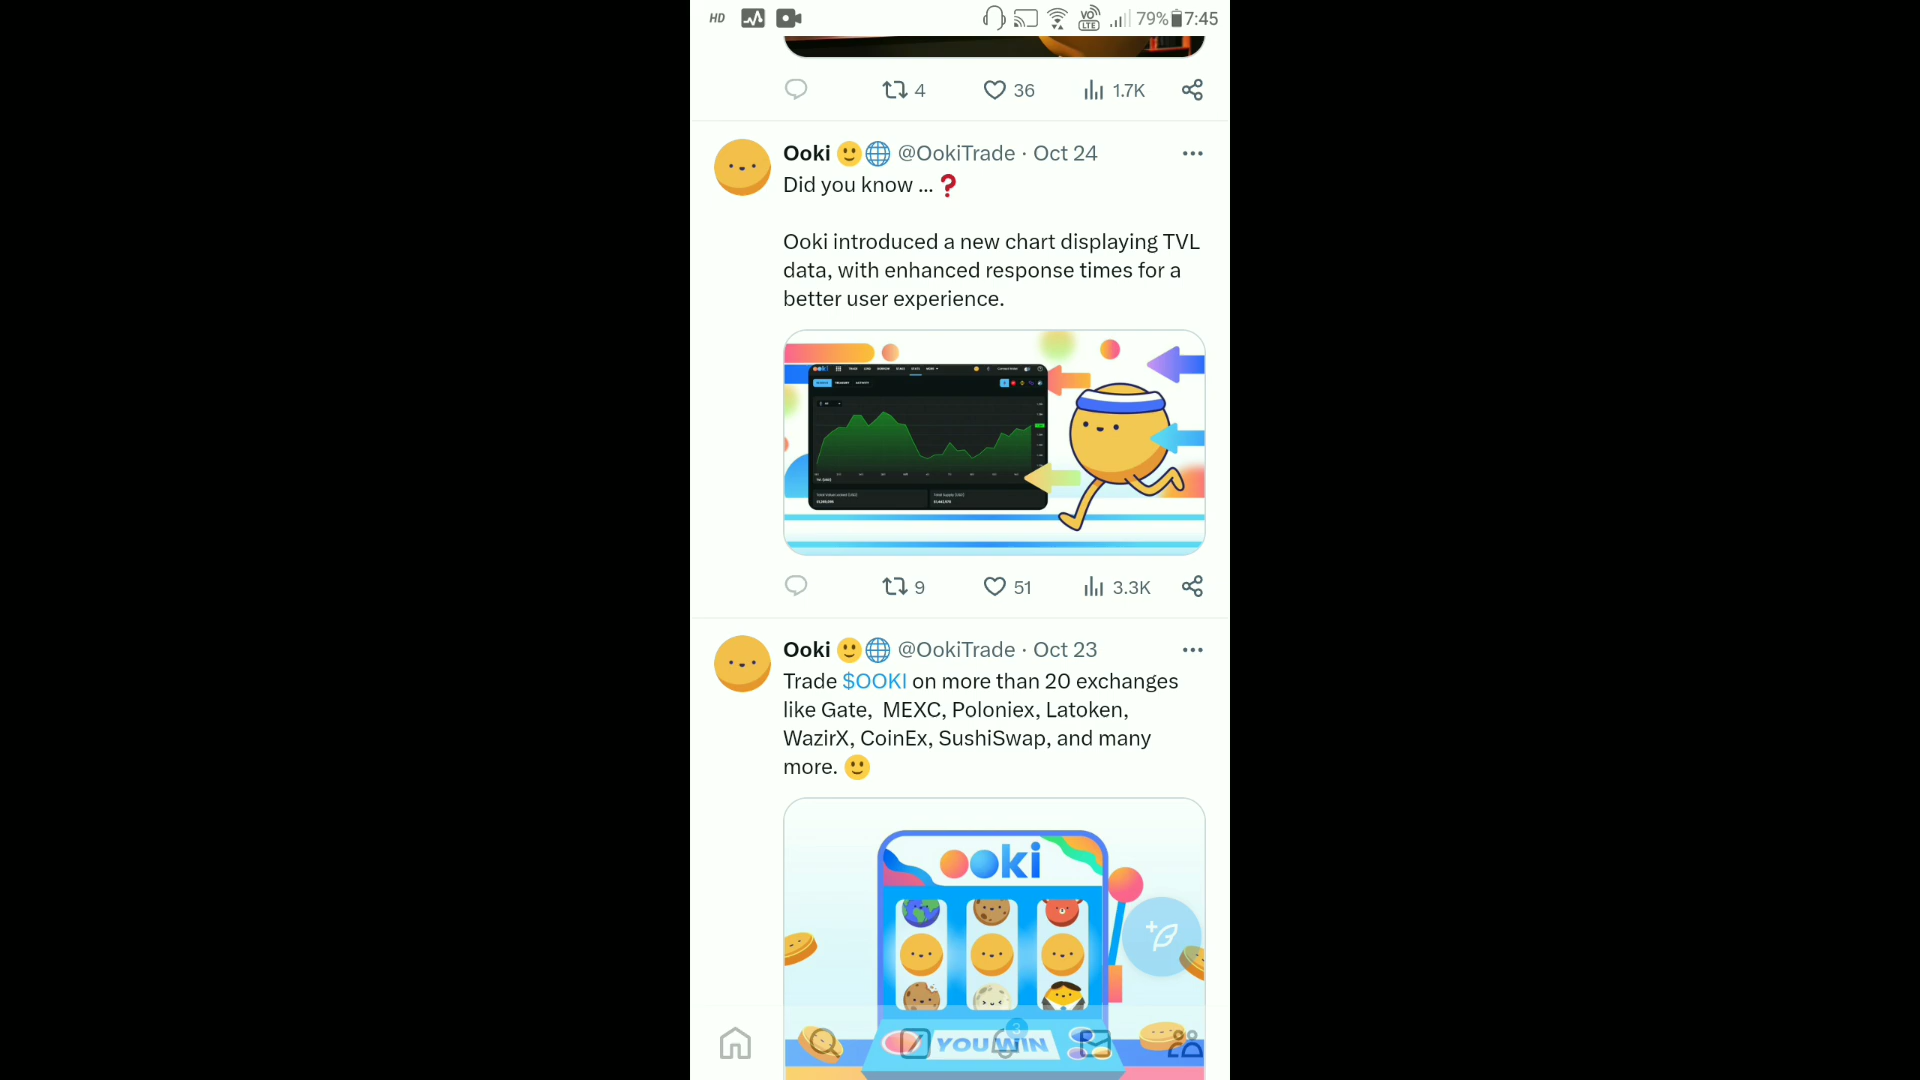 HD
VO
LTE
79%
7:45
4
36
1.7K
Ooki @OokiTrade · Oct 24
Did you know ...❓
Ooki introduced a new chart displaying TVL
data, with enhanced response times for a
better user experience.
9
51
3.3K
Ooki @OokiTrade · Oct 23
Trade $OOKI on more than 20 exchanges
like Gate,  MEXC, Poloniex, Latoken,
WazirX, CoinEx, SushiSwap, and many
more. 🙂
ooki
3
YOU WIN